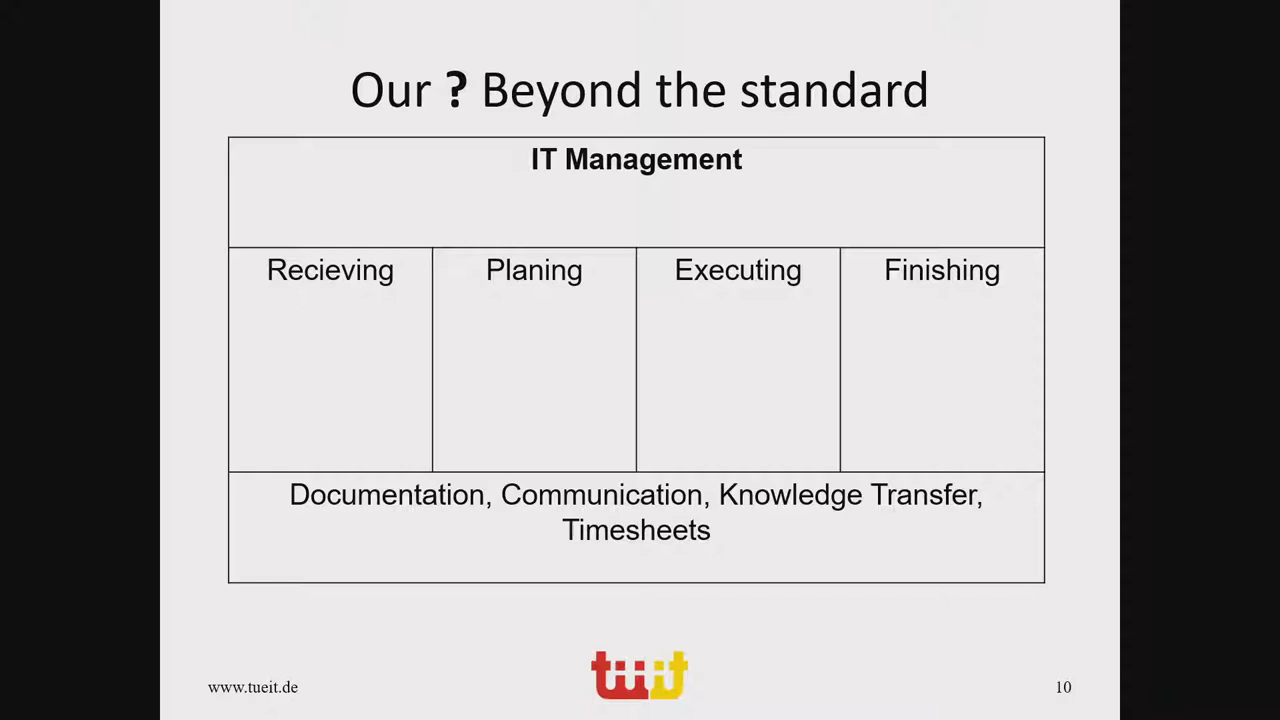 Our ? Beyond the standard
IT Management
Recieving
Planing
Executing
Finishing
Documentation, Communication, Knowledge Transfer,
Timesheets
www.tueit.de
tueit
10